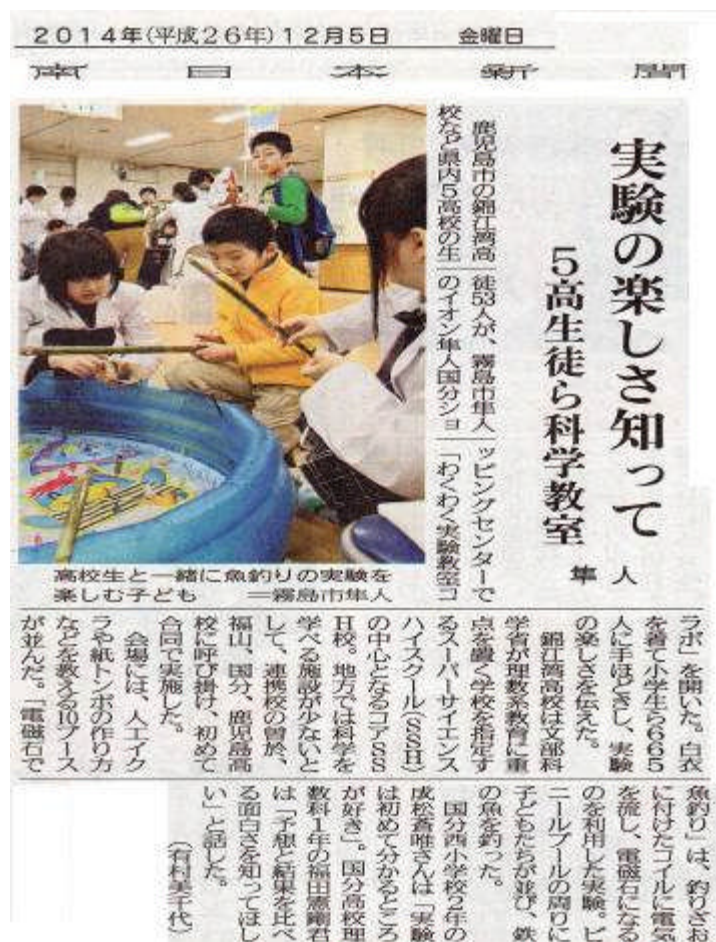 2014年(平成26年)12月5日　金曜日
南日本新聞
実験の楽しさ知って
5高生徒ら科学教室
隼人
鹿児島市の錦江湾高
校など県内5高校の生
徒53人が、霧島市隼人
のイオン隼人国分ショ
ッピングセンターで
「わくわく実験教室コ
高校生と一緒に魚釣りの実験を
楽しむ子ども　=霧島市隼人
ラボ」を開いた。白衣
を着て小学生ら665
人に手ほどきし、実験
の楽しさを伝えた。
錦江湾高校は文部科
学省が理数系教育に重
点を置く学校を指定す
るスーパーサイエンス
ハイスクール(SSH)
の中心となるコアSS
H校。地方では科学を
学べる施設が少ないと
して、連携校の曽於、
福山、国分、鹿児島高
校に呼び掛け、初めて
合同で実施した。
会場には、人工イク
ラや紙トンボの作り方
などを教える10ブース
が並んだ。「電磁石で
魚釣り」は、釣りざお
に付けたコイルに電気
を流し、電磁石になる
のを利用した実験。ビ
ニールプールの周りに
子どもたちが並び、鉄
の魚を釣った。
国分西小学校2年の
成松蒼唯さんは「実験
は初めて分かるところ
が好き」。国分高校理
数科1年の福田憲剛君
は「予想と結果を比べ
る面白さを知ってほし
い」と話した。
(有村美千代)